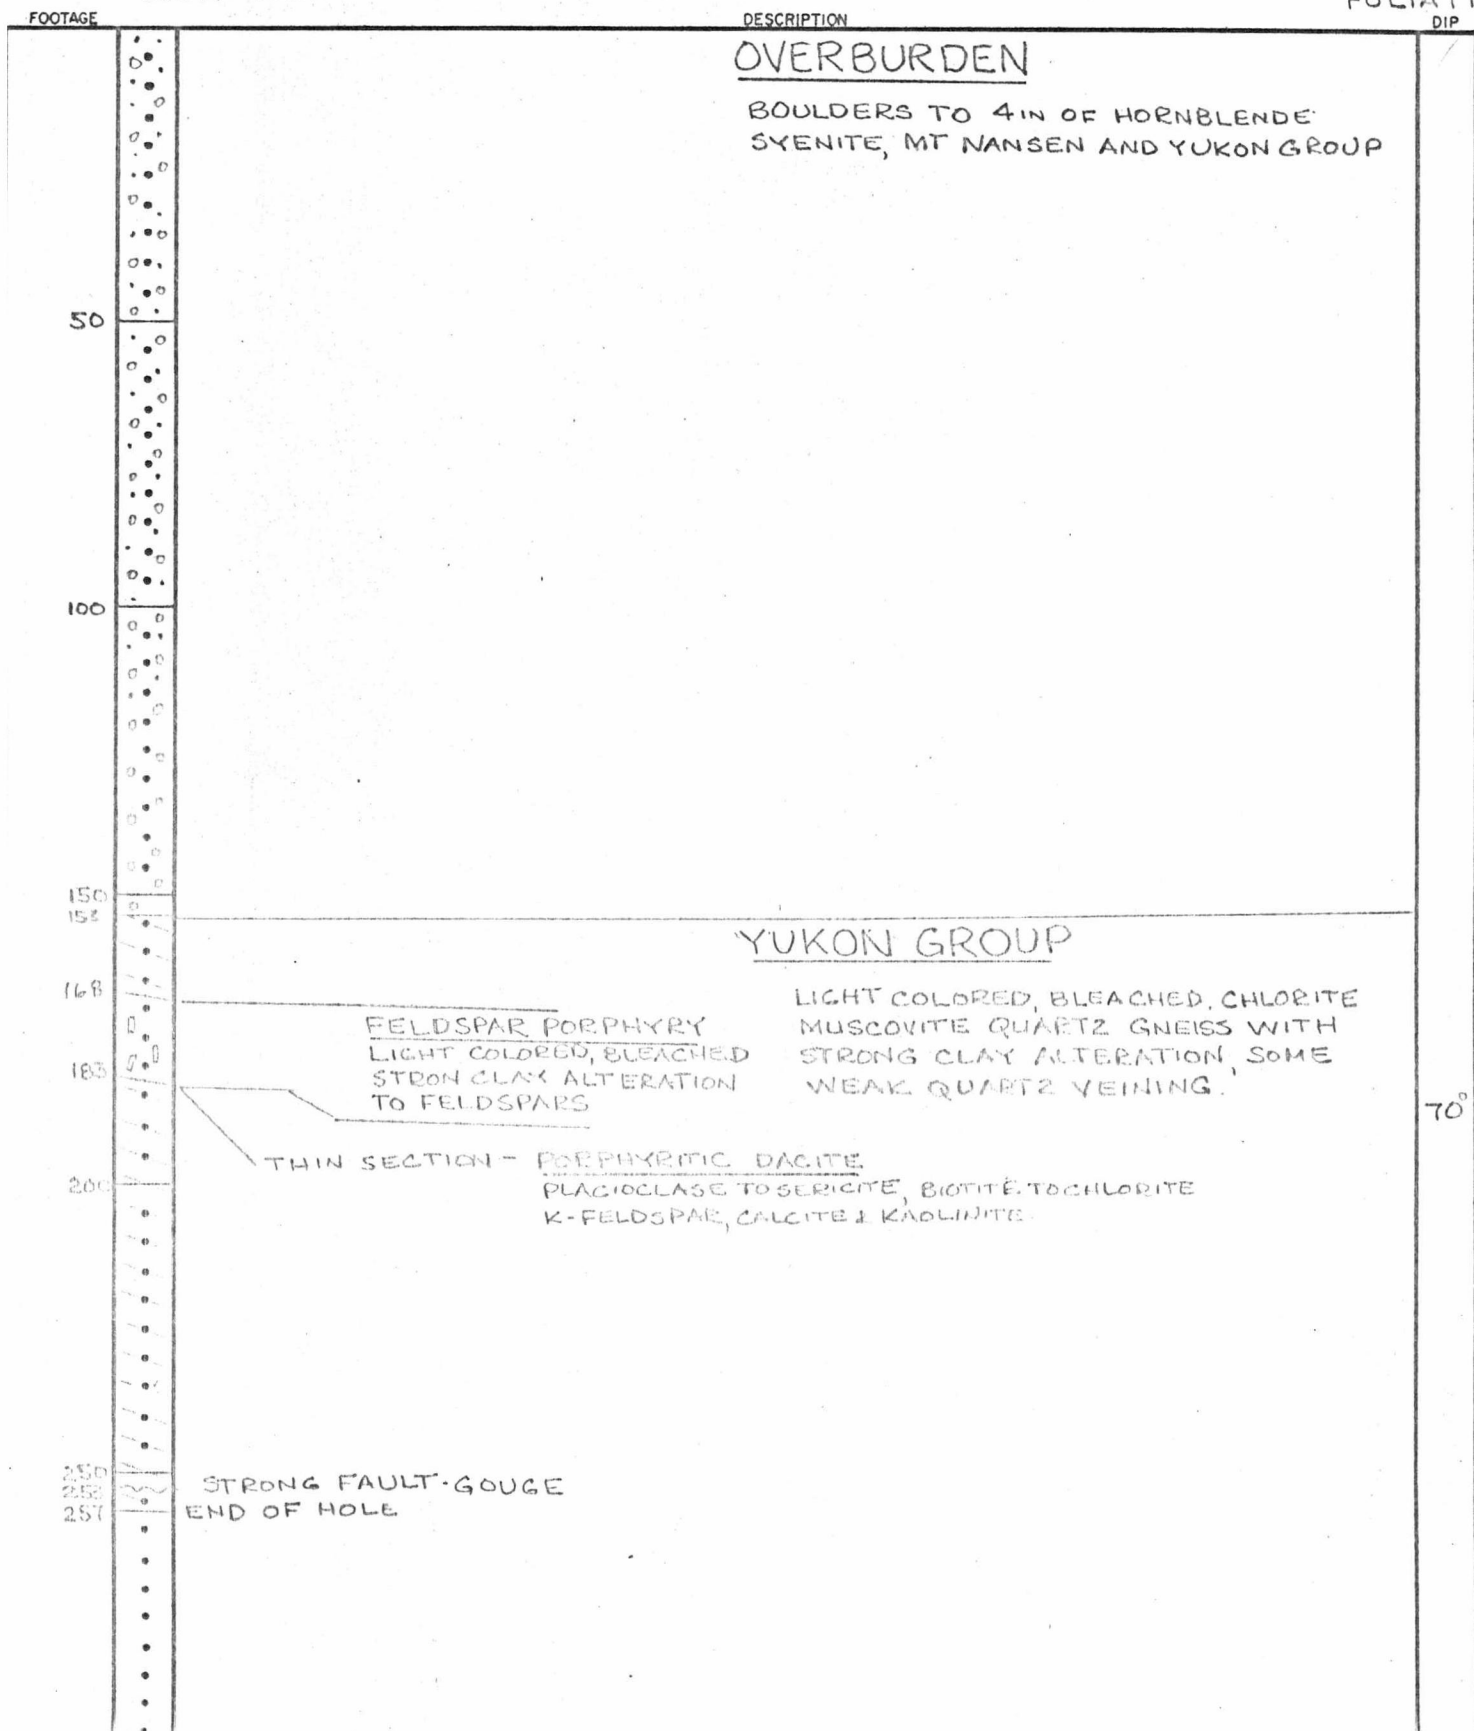 FOOTAGE DESCRIPTION DIP
OVERBURDEN
BOULDERS TO 4IN OF HORNBLENDE
SYENITE, MT NANSEN AND YUKON GROUP
50
100
150
YUKON GROUP
168
LIGHT COLORED, BLEACHED, CHLORITE
MUSCOVITE QUARTZ GNEISS WITH
STRONG CLAY ALTERATION, SOME
WEAK QUARTZ VEINING.
FELDSPAR PORPHYRY
LIGHT COLORED, BLEACHED
STRON CLAY ALTERATION
TO FELDSPARS
183
70°
THIN SECTION - PORPHYRITIC DACITE
PLAGIOCLASE TO SERICITE, BIOTITE TO CHLORITE
K-FELDSPAR, CALCITE & KAOLINITE
200
250
STRONG FAULT-GOUGE
257 END OF HOLE